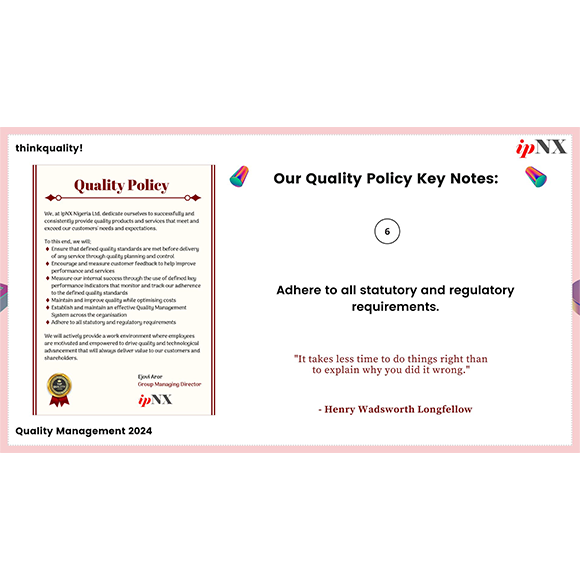 thinkquality!
ipNX
Quality Policy
We, at IpNX Nigeria Ltd. dedicate ourselves to successfully and
consistently provide quality products and services that meet and
exceed our customers' needs and expectations.
To this end, we will;
Ensure that defined quality standards are met before delivery
of any service through quality planning and control
Encourage and measure customer feedback to help improve
performance and services
Measure our internal success through the use of defined key
performance indicators that monitor and track our adherence
to the defined quality standards
Maintain and improve quality while optimising costs
Establish and maintain an effective Quality Management
System across the organisation
Adhere to all statutory and regulatory requirements
We will actively provide a work environment where employees
are motivated and empowered to drive quality and technological
advancement that will always deliver value to our customers and
shareholders.
Ejovi Aror
Group Managing Director
ipNX
Our Quality Policy Key Notes:
6
Adhere to all statutory and regulatory
requirements.
"It takes less time to do things right than
to explain why you did it wrong."
- Henry Wadsworth Longfellow
Quality Management 2024